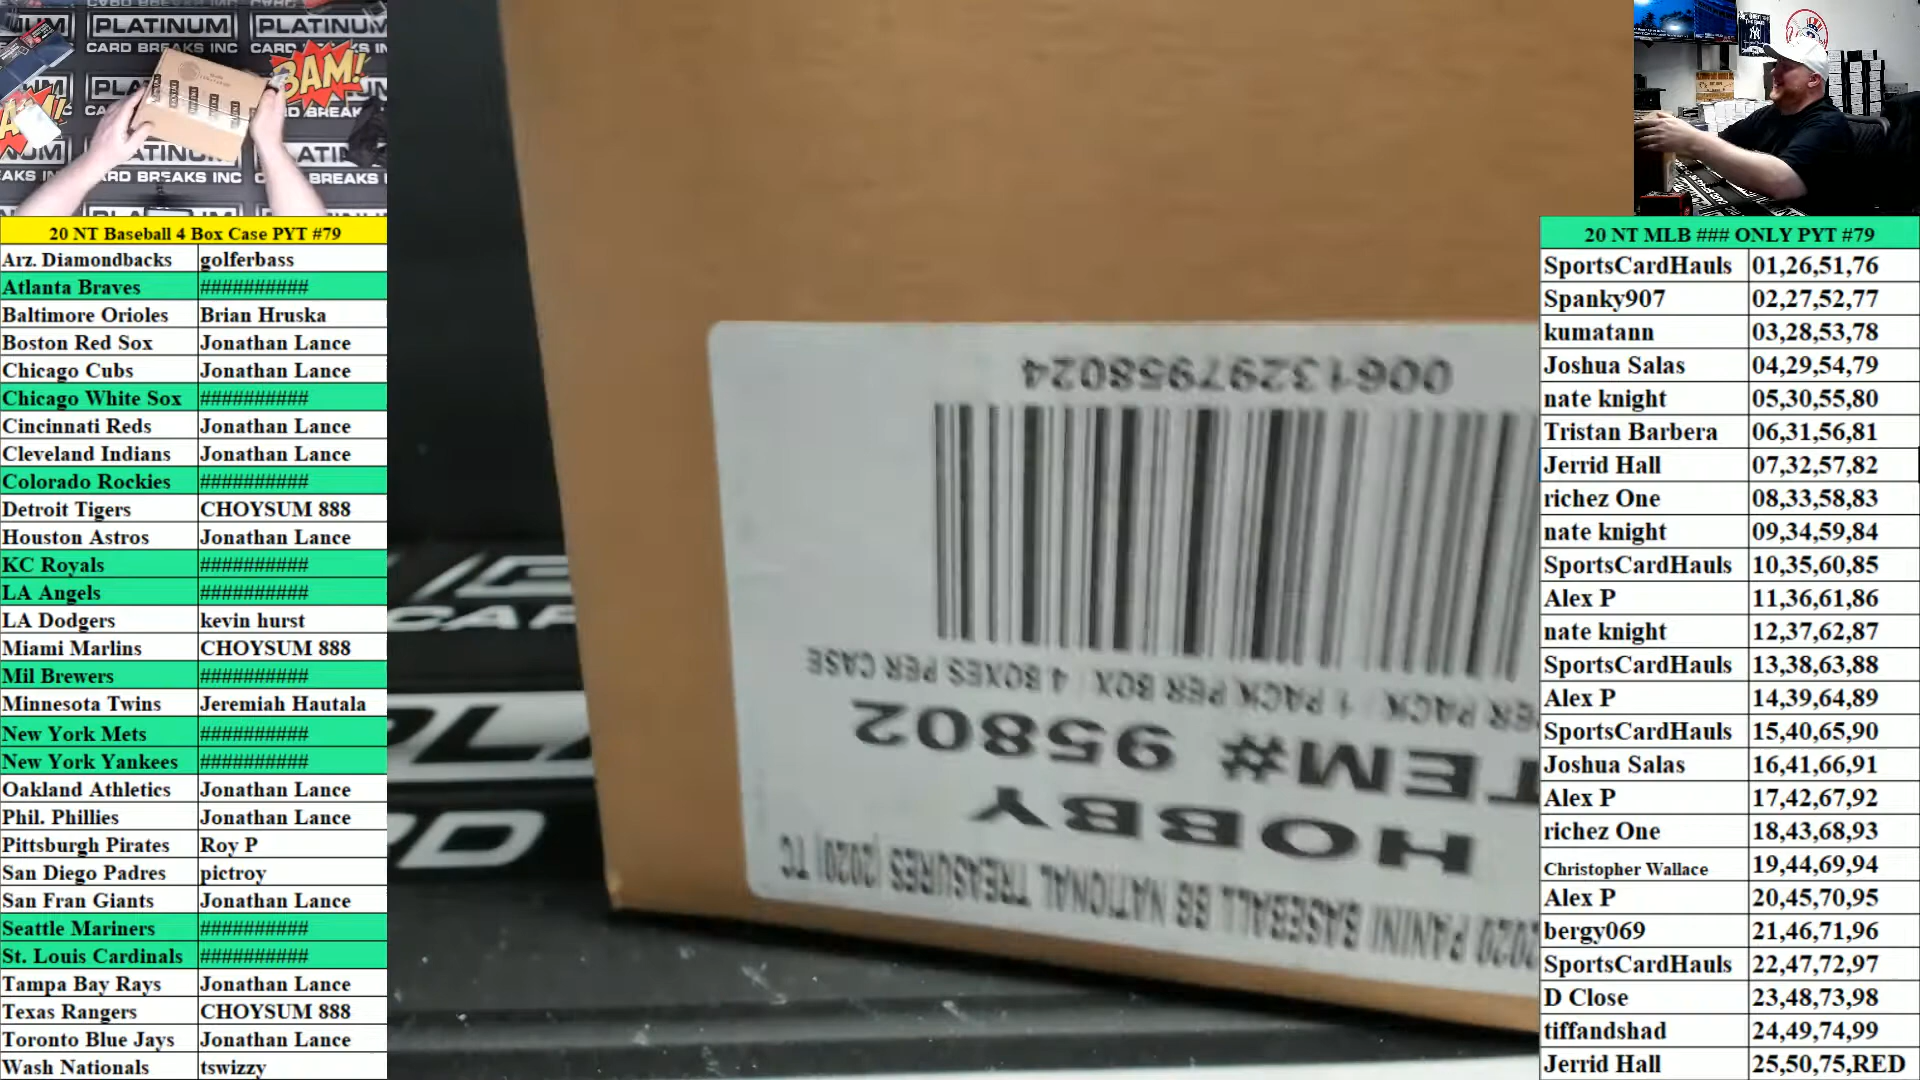 PLATINUM PLATINUM
CARD BREAKS INC CARD BREAKS INC
BAM!
20 NT Baseball 4 Box Case PYT #79
Arz. Diamondbacks golferbass
Atlanta Braves ##########
Baltimore Orioles Brian Hruska
Boston Red Sox Jonathan Lance
Chicago Cubs Jonathan Lance
Chicago White Sox ##########
Cincinnati Reds Jonathan Lance
Cleveland Indians Jonathan Lance
Colorado Rockies ##########
Detroit Tigers CHOYSUM 888
Houston Astros Jonathan Lance
KC Royals ##########
LA Angels ##########
LA Dodgers kevin hurst
Miami Marlins CHOYSUM 888
Mil Brewers ##########
Minnesota Twins Jeremiah Hautala
New York Mets ##########
New York Yankees ##########
Oakland Athletics Jonathan Lance
Phil. Phillies Jonathan Lance
Pittsburgh Pirates Roy P
San Diego Padres pictroy
San Fran Giants Jonathan Lance
Seattle Mariners ##########
St. Louis Cardinals ##########
Tampa Bay Rays Jonathan Lance
Texas Rangers CHOYSUM 888
Toronto Blue Jays Jonathan Lance
Wash Nationals tswizzy
2020 PANINI BASEBALL BB NATIONAL TREASURES (2020) TC
HOBBY
TEM# 95802
ER PACK / 1 PACK PER BOX / 4 BOXES PER CASE
00613297958024
20 NT MLB ### ONLY PYT #79
SportsCardHauls 01,26,51,76
Spanky907 02,27,52,77
kumatann 03,28,53,78
Joshua Salas 04,29,54,79
nate knight 05,30,55,80
Tristan Barbera 06,31,56,81
Jerrid Hall 07,32,57,82
richez One 08,33,58,83
nate knight 09,34,59,84
SportsCardHauls 10,35,60,85
Alex P 11,36,61,86
nate knight 12,37,62,87
SportsCardHauls 13,38,63,88
Alex P 14,39,64,89
SportsCardHauls 15,40,65,90
Joshua Salas 16,41,66,91
Alex P 17,42,67,92
richez One 18,43,68,93
Christopher Wallace 19,44,69,94
Alex P 20,45,70,95
bergy069 21,46,71,96
SportsCardHauls 22,47,72,97
D Close 23,48,73,98
tiffandshad 24,49,74,99
Jerrid Hall 25,50,75,RED